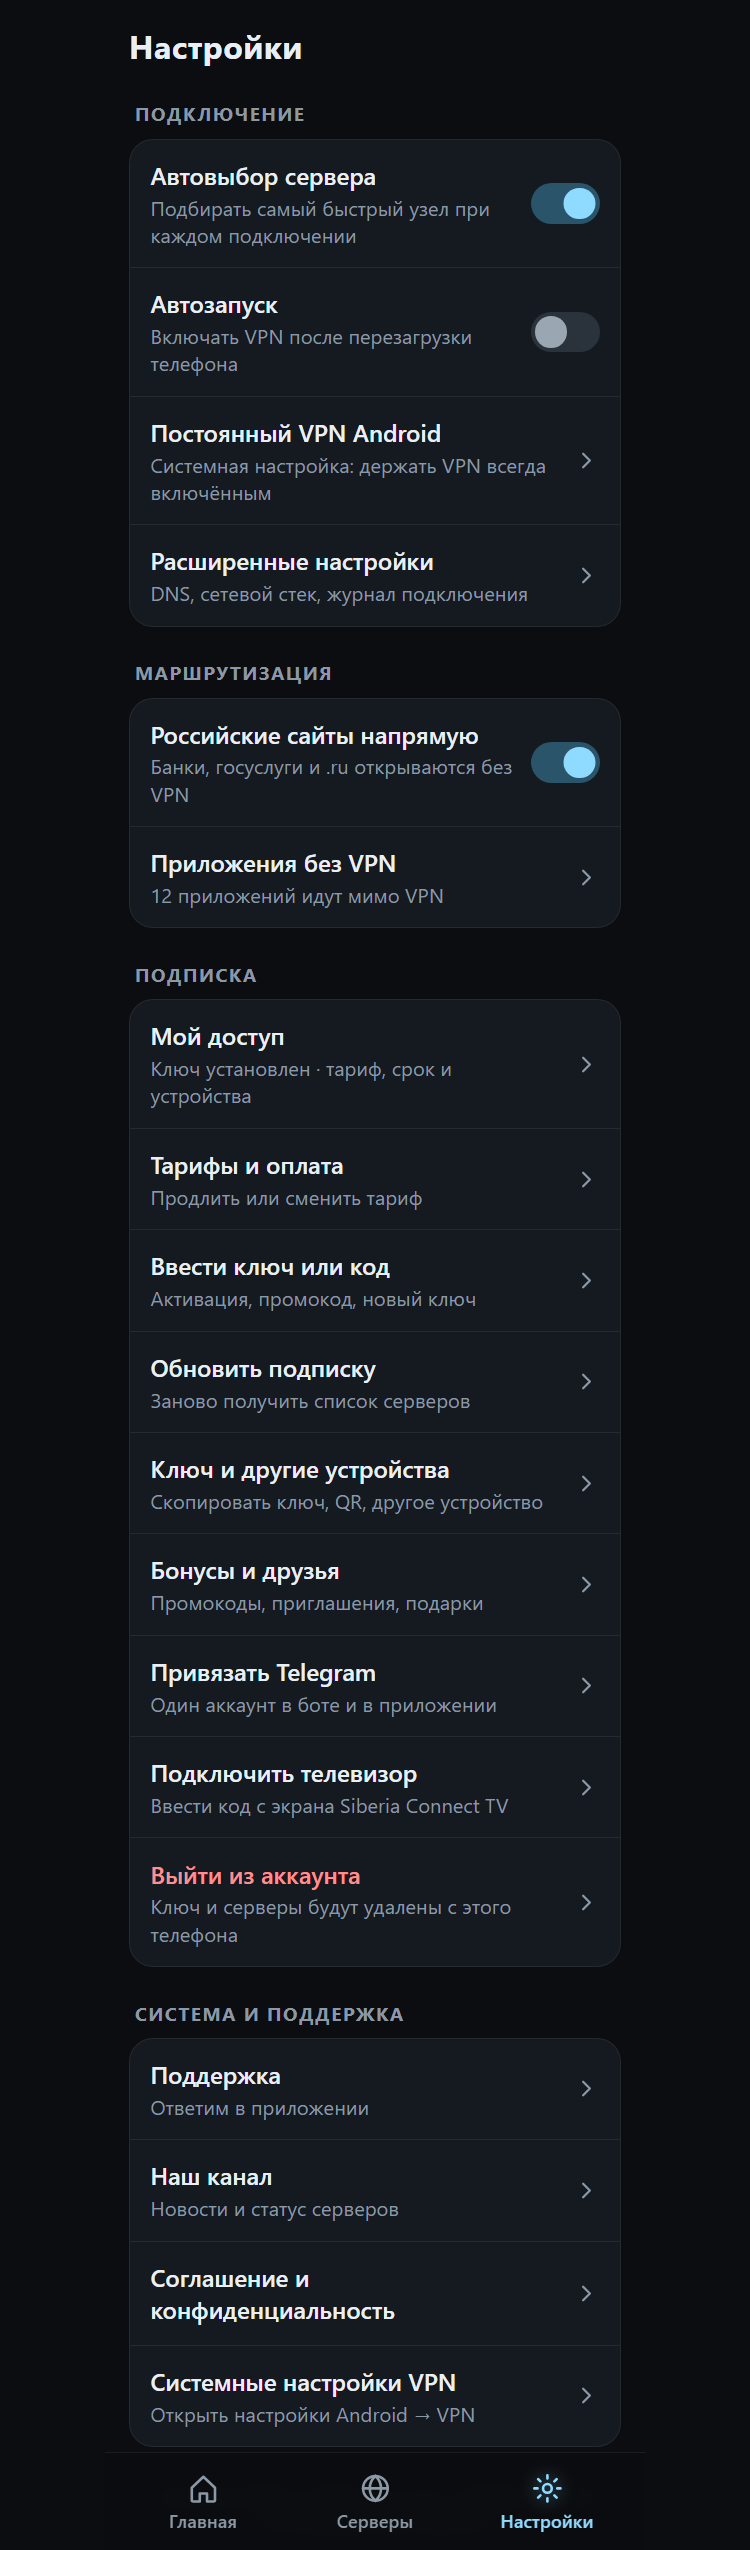 Настройки
ПОДКЛЮЧЕНИЕ
Автовыбор сервера
Подбирать самый быстрый узел при
каждом подключении
Автозапуск
Включать VPN после перезагрузки
телефона
Постоянный VPN Android
Системная настройка: держать VPN всегда
включённым
Расширенные настройки
DNS, сетевой стек, журнал подключения
МАРШРУТИЗАЦИЯ
Российские сайты напрямую
Банки, госуслуги и .ru открываются без
VPN
Приложения без VPN
12 приложений идут мимо VPN
ПОДПИСКА
Мой доступ
Ключ установлен · тариф, срок и
устройства
Тарифы и оплата
Продлить или сменить тариф
Ввести ключ или код
Активация, промокод, новый ключ
Обновить подписку
Заново получить список серверов
Ключ и другие устройства
Скопировать ключ, QR, другое устройство
Бонусы и друзья
Промокоды, приглашения, подарки
Привязать Telegram
Один аккаунт в боте и в приложении
Подключить телевизор
Ввести код с экрана Siberia Connect TV
Выйти из аккаунта
Ключ и серверы будут удалены с этого
телефона
СИСТЕМА И ПОДДЕРЖКА
Поддержка
Ответим в приложении
Наш канал
Новости и статус серверов
Соглашение и
конфиденциальность
Системные настройки VPN
Открыть настройки Android → VPN
Главная
Серверы
Настройки